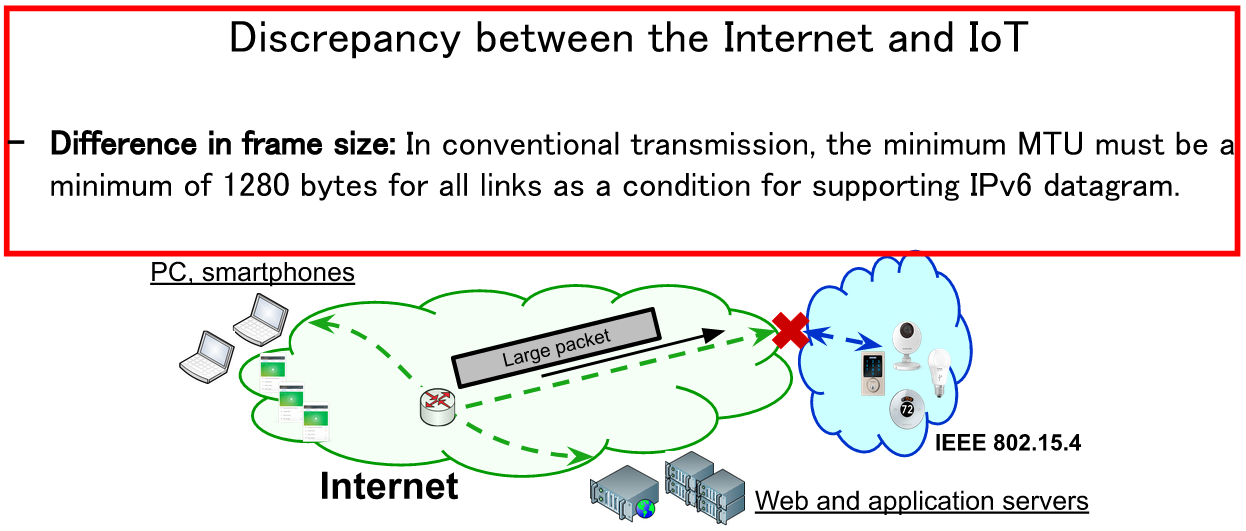 Discrepancy between the Internet and IoT
- Difference in frame size: In conventional transmission, the minimum MTU must be a
minimum of 1280 bytes for all links as a condition for supporting IPv6 datagram.
PC, smartphones
Large packet
72
IEEE 802.15.4
Internet
Web and application servers